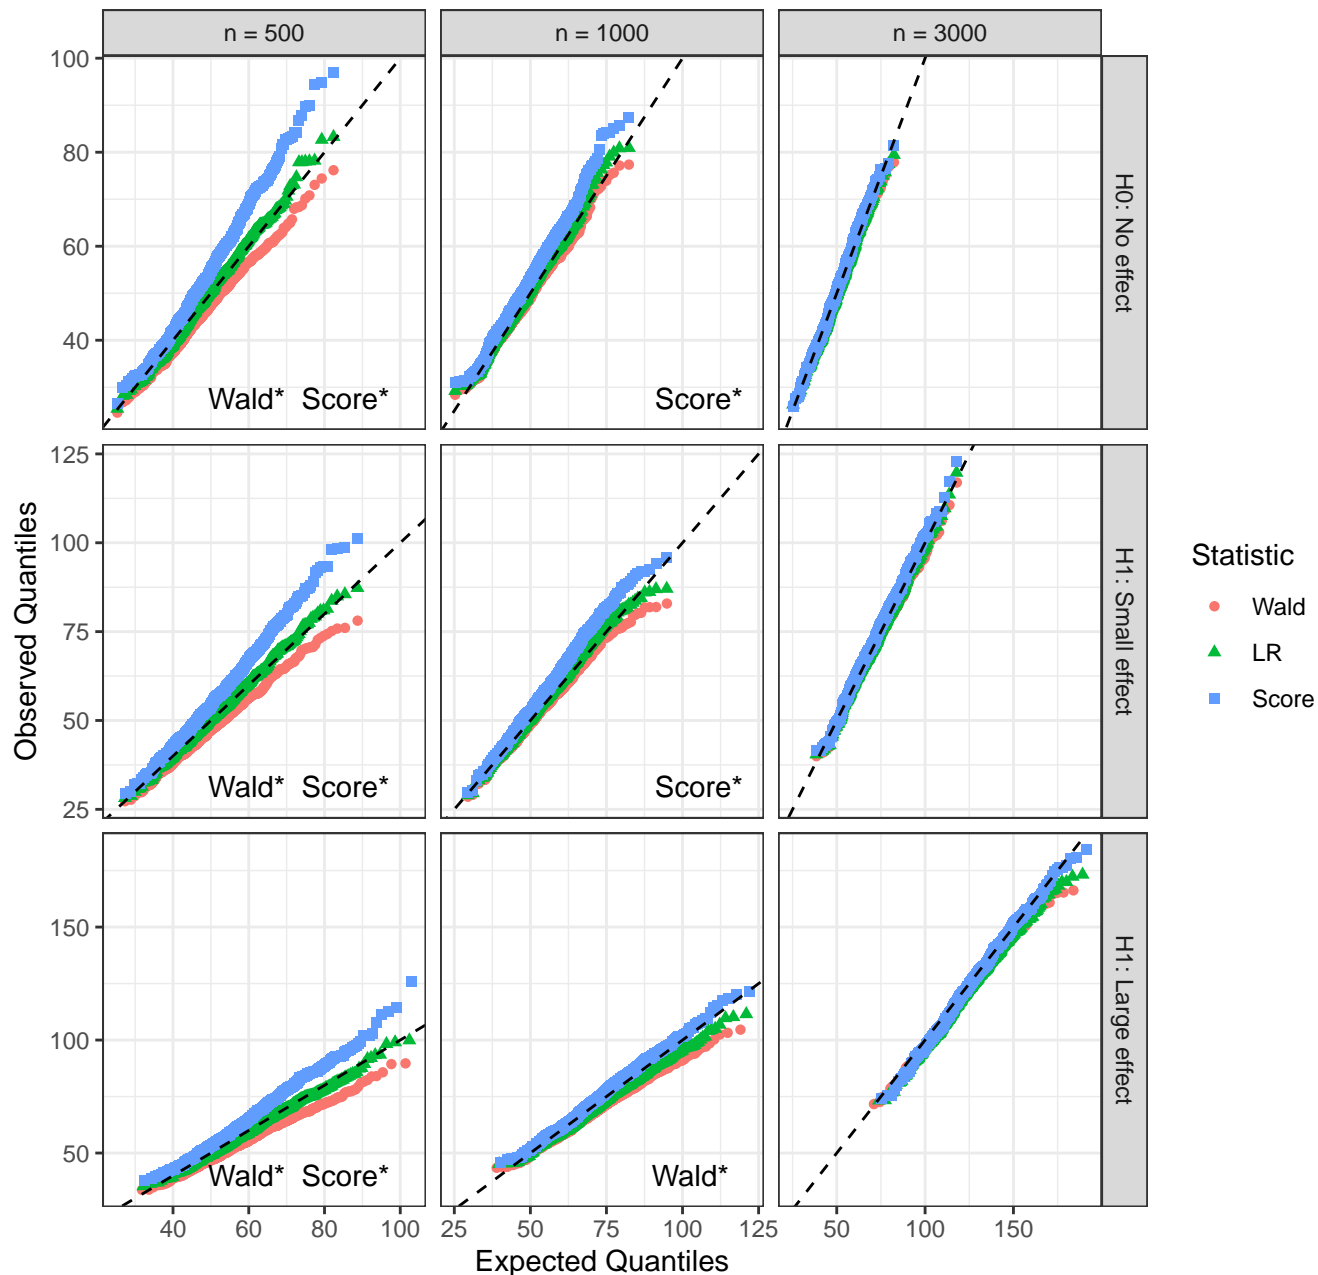 n = 500
n = 1000
n = 3000
100
80
60
40
Wald* Score*
Score*
H0: No effect
125
100
75
50
25
Wald* Score*
Score*
H1: Small effect
150
100
50
Wald* Score*
Wald*
H1: Large effect
40 60 80 100
25 50 75 100 125
50 100 150
Expected Quantiles
Observed Quantiles
Statistic
Wald
LR
Score